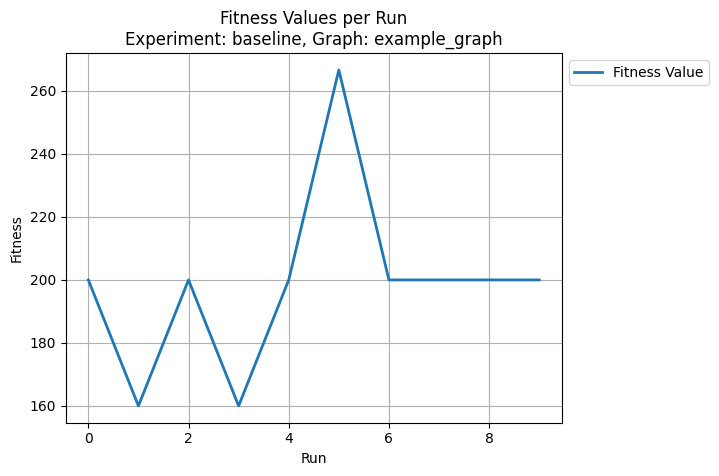 Fitness Values per Run
Experiment: baseline, Graph: example_graph
Fitness Value
260
240
220
200
180
160
Fitness
0 2 4 6 8
Run